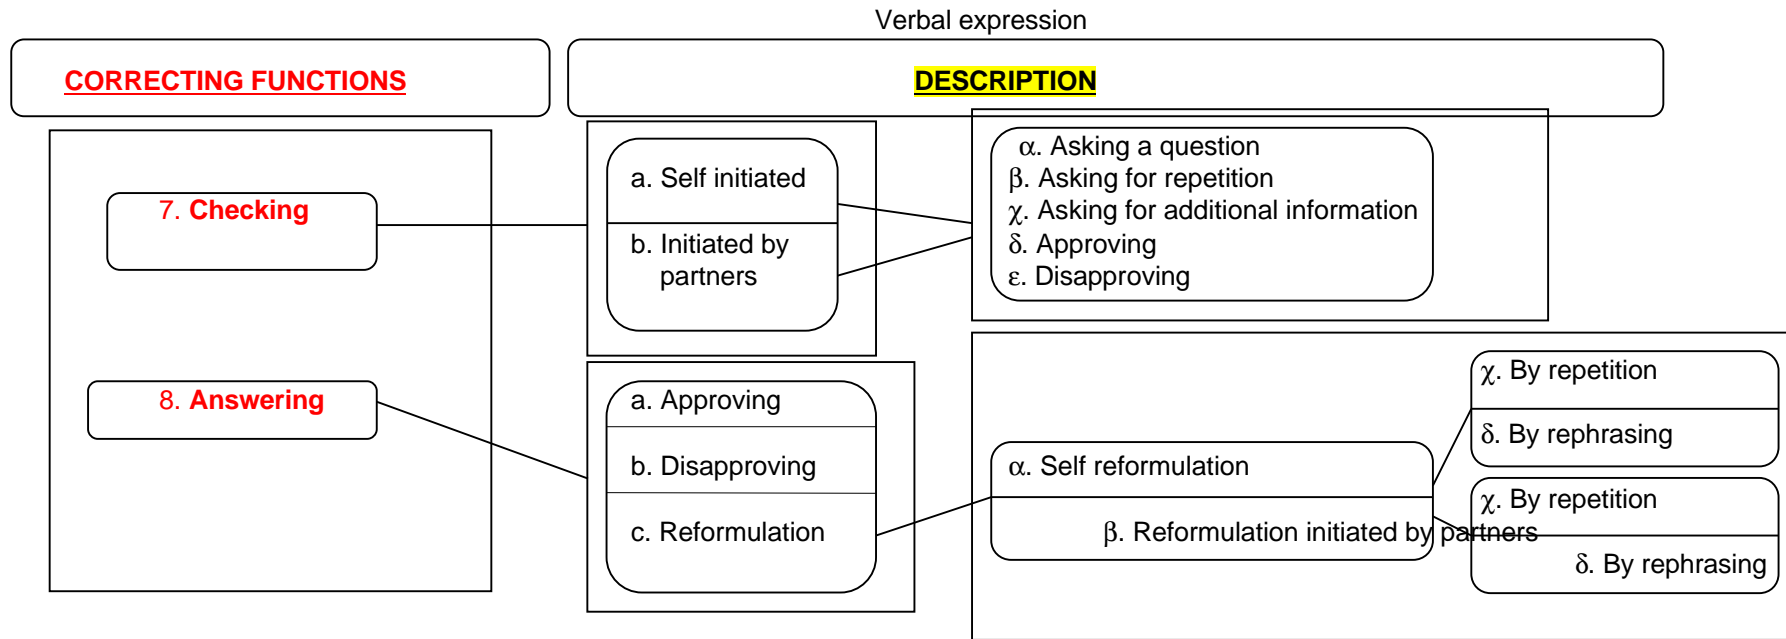 Verbal expression
CORRECTING FUNCTIONS
DESCRIPTION
7. Checking
a. Self initiated
b. Initiated by
partners
α. Asking a question
β. Asking for repetition
χ. Asking for additional information
δ. Approving
ε. Disapproving
8. Answering
a. Approving
b. Disapproving
c. Reformulation
α. Self reformulation
β. Reformulation initiated by partners
χ. By repetition
δ. By rephrasing
χ. By repetition
δ. By rephrasing